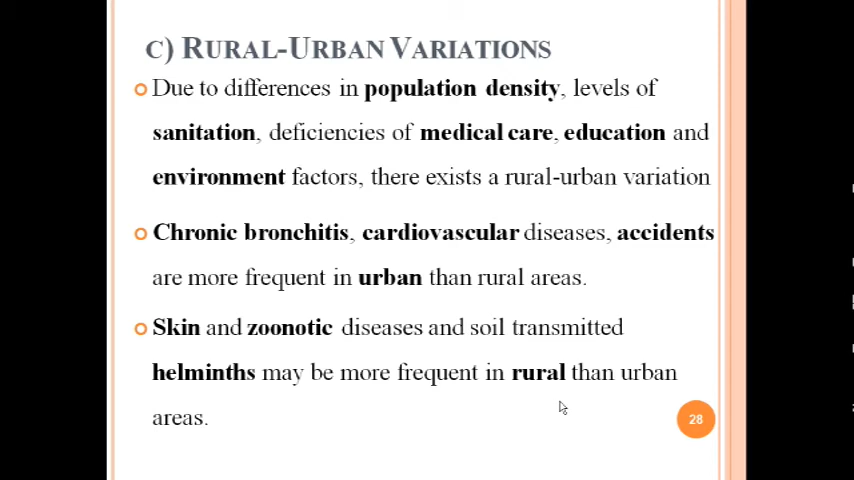 C) RURAL-URBAN VARIATIONS
Due to differences in population density, levels of
sanitation, deficiencies of medical care, education and
environment factors, there exists a rural-urban variation
Chronic bronchitis, cardiovascular diseases, accidents
are more frequent in urban than rural areas.
Skin and zoonotic diseases and soil transmitted
helminths may be more frequent in rural than urban
areas.
28